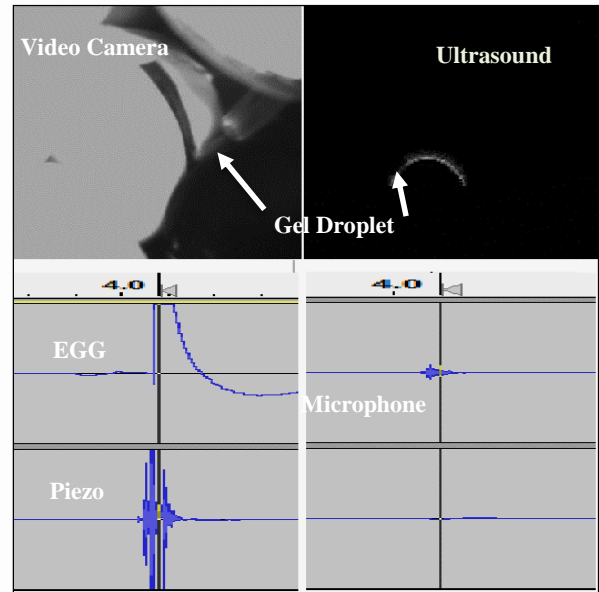 Video Camera
Ultrasound
Gel Droplet
4.0
4.0
EGG
Microphone
Piezo